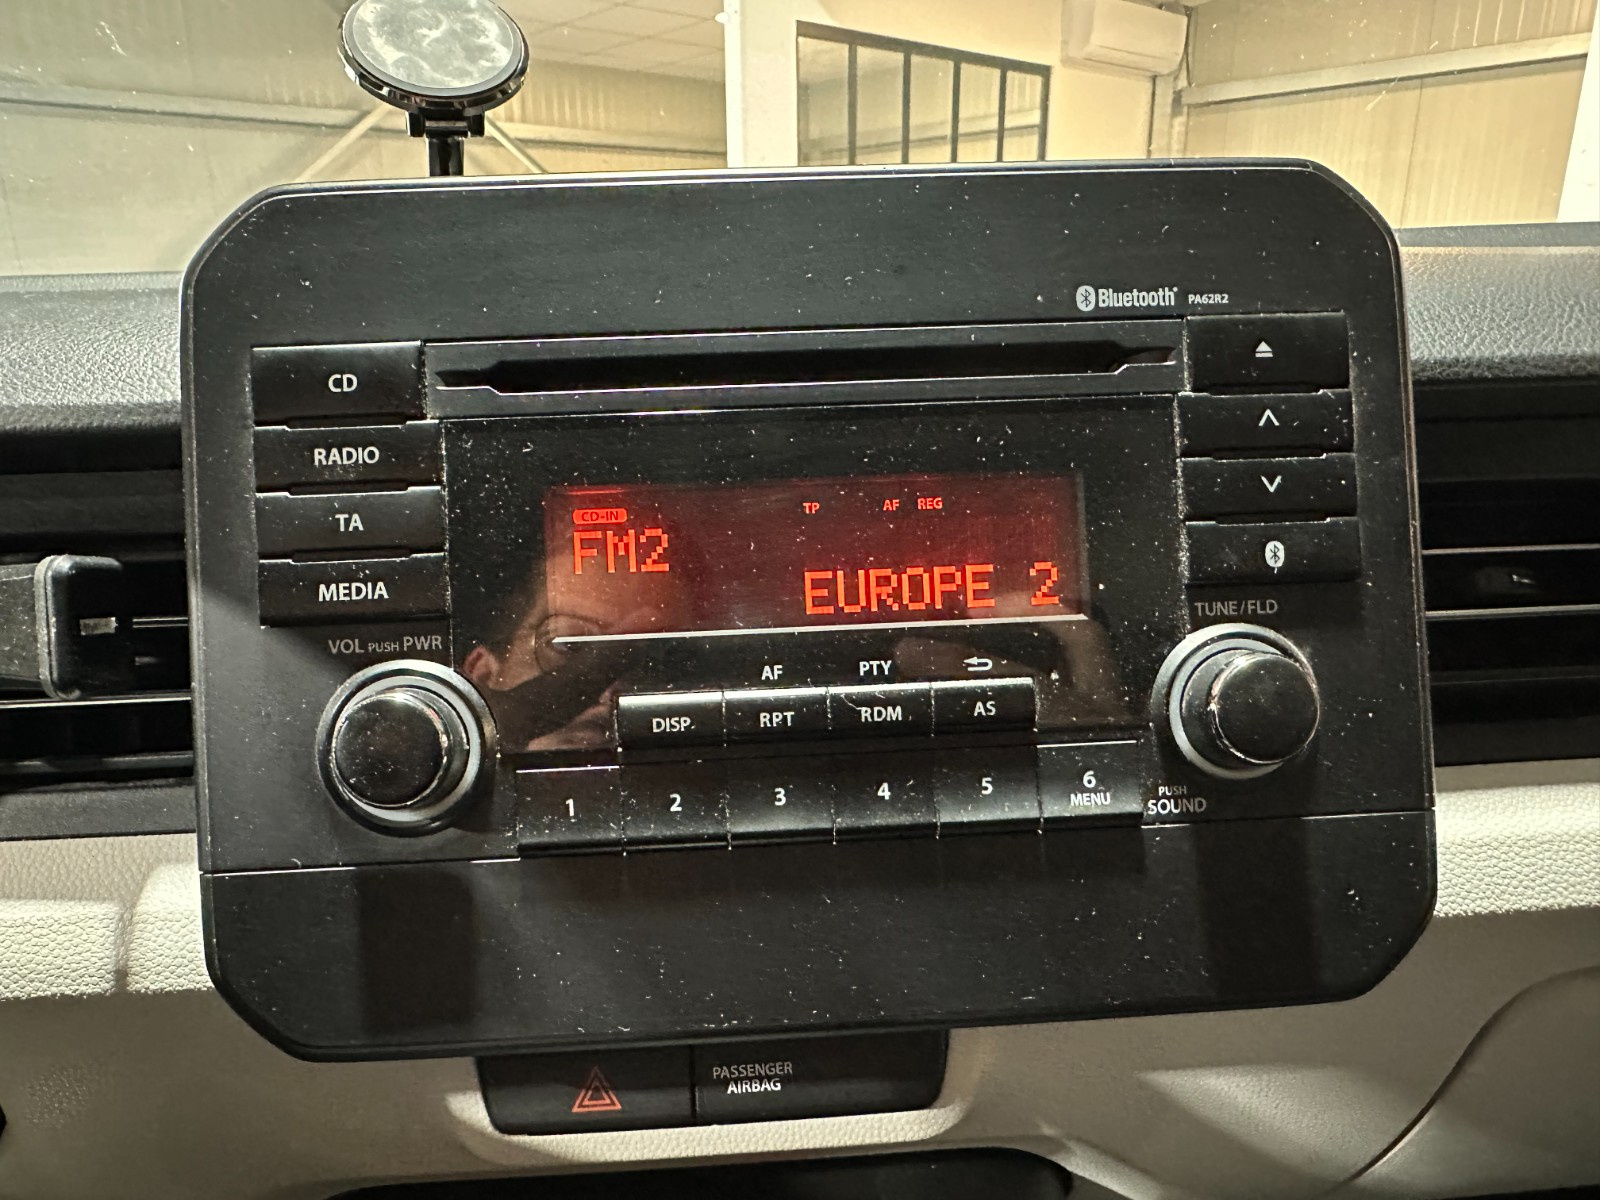 Bluetooth PA62R2
CD
RADIO
TA
MEDIA
CD-IN TP AF REG
FM2
EUROPE 2
VOL PUSH PWR
TUNE/FLD
AF PTY
DISP RPT RDM AS
1 2 3 4 5 6
MENU
PUSH
SOUND
PASSENGER
AIRBAG